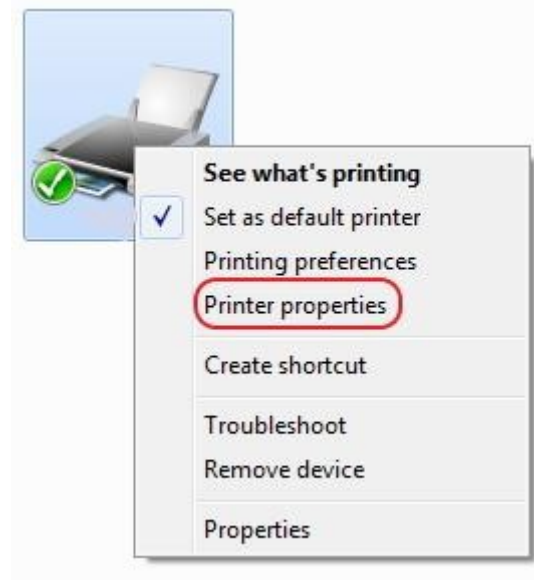 See what's printing
Set as default printer
Printing preferences
Printer properties
Create shortcut
Troubleshoot
Remove device
Properties